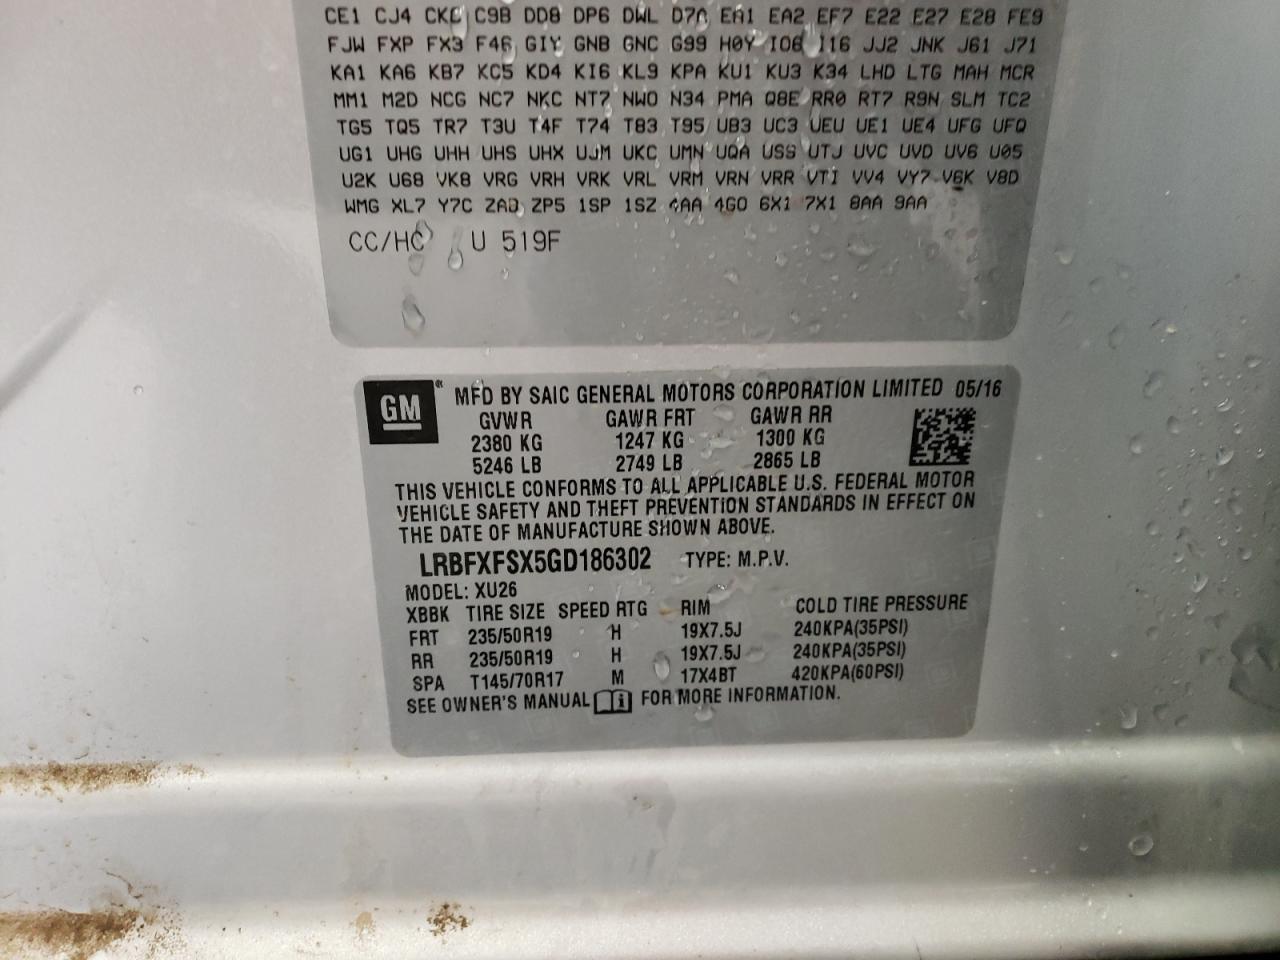 CE1 CJ4 CKC C9B DD8 DP6 DWL D7A EA1 EA2 EF7 E22 E27 E28 FE9
FJW FXP FX3 F46 GIY GNB GNC G99 H0Y IO6 I16 JJ2 JNK J61 J71
KA1 KA6 KB7 KC5 KD4 KI6 KL9 KPA KU1 KU3 K34 LHD LTG MAH MCR
MM1 M2D NCG NC7 NKC NT7 NWO N34 PMA Q8E RR0 RT7 R9N SLM TC2
TG5 TQ5 TR7 T3U T4F T74 T83 T95 UB3 UC3 UEU UE1 UE4 UFG UFQ
UG1 UHG UHH UHS UHX UJM UKC UMN UQA USS UTJ UVC UVD UV6 U05
U2K U68 VK8 VRG VRH VRK VRL VRM VRN VRR VTI VV4 VY7 V6K V8D
WMG XL7 Y7C ZAD ZP5 1SP 1SZ 4AA 4G0 6X1 7X1 8AA 9AA
CC/HC U 519F
GM ® MFD BY SAIC GENERAL MOTORS CORPORATION LIMITED 05/16
GVWR GAWR FRT GAWR RR
2380 KG 1247 KG 1300 KG
5246 LB 2749 LB 2865 LB
THIS VEHICLE CONFORMS TO ALL APPLICABLE U.S. FEDERAL MOTOR
VEHICLE SAFETY AND THEFT PREVENTION STANDARDS IN EFFECT ON
THE DATE OF MANUFACTURE SHOWN ABOVE.
LRBFXFSX5GD186302 TYPE: M.P.V.
MODEL: XU26
XBBK TIRE SIZE SPEED RTG RIM COLD TIRE PRESSURE
FRT 235/50R19 H 19X7.5J 240KPA(35PSI)
RR 235/50R19 H 19X7.5J 240KPA(35PSI)
SPA T145/70R17 M 17X4BT 420KPA(60PSI)
SEE OWNER'S MANUAL i FOR MORE INFORMATION.